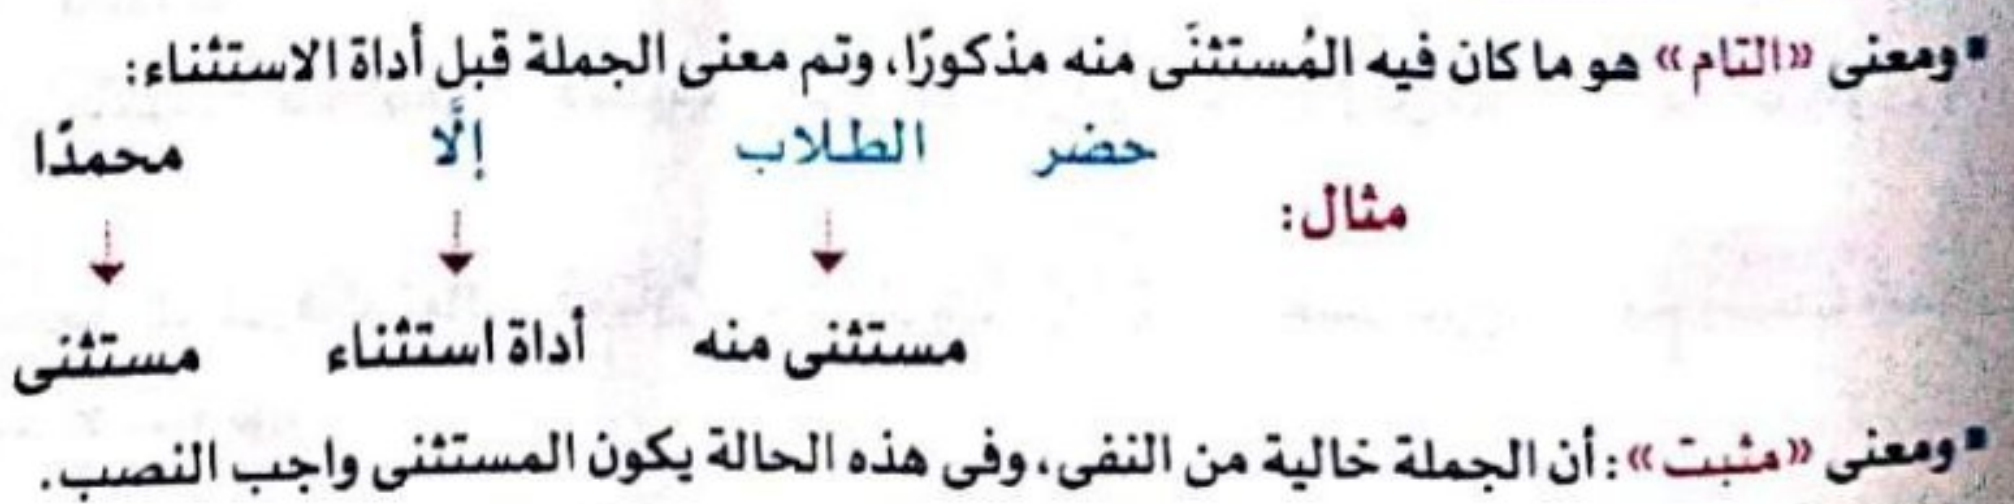 ▪ ومعنى «التام» هو ما كان فيه المُستثنَى منه مذكورًا، وتم معنى الجملة قبل أداة الاستثناء:
حضر الطلاب إلَّا محمدًا
مثال:
مستثنى منه أداة استثناء مستثنى
▪ ومعنى «مثبت»: أن الجملة خالية من النفى، وفى هذه الحالة يكون المستثنى واجب النصب.